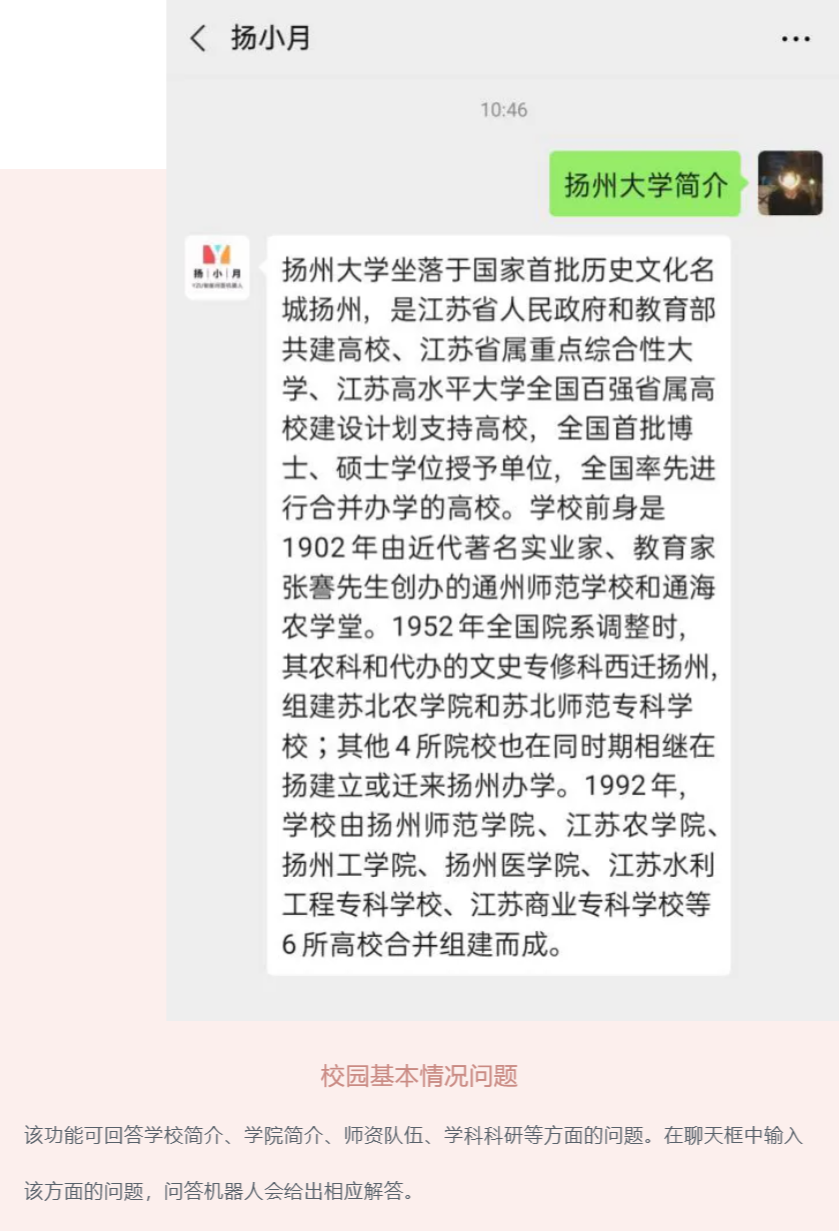 扬小月
10:46
扬州大学简介
扬|小|月
YZU智能问答机器人
扬州大学坐落于国家首批历史文化名
城扬州，是江苏省人民政府和教育部
共建高校、江苏省属重点综合性大
学、江苏高水平大学全国百强省属高
校建设计划支持高校，全国首批博
士、硕士学位授予单位，全国率先进
行合并办学的高校。学校前身是
1902年由近代著名实业家、教育家
张謇先生创办的通州师范学校和通海
农学堂。1952年全国院系调整时，
其农科和代办的文史专修科西迁扬州,
组建苏北农学院和苏北师范专科学
校；其他4所院校也在同时期相继在
扬建立或迁来扬州办学。1992年，
学校由扬州师范学院、江苏农学院、
扬州工学院、扬州医学院、江苏水利
工程专科学校、江苏商业专科学校等
6所高校合并组建而成。
校园基本情况问题
该功能可回答学校简介、学院简介、师资队伍、学科科研等方面的问题。在聊天框中输入
该方面的问题，问答机器人会给出相应解答。